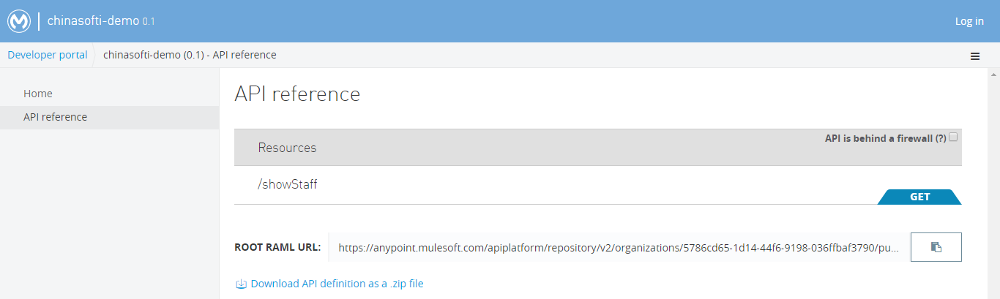 chinasofti-demo 0.1
Log in
Developer portal
chinasofti-demo (0.1) - API reference
Home
API reference
API reference
API is behind a firewall (?)
Resources
/showStaff
GET
ROOT RAML URL: https://anypoint.mulesoft.com/apiplatform/repository/v2/organizations/5786cd65-1d14-44f6-9198-036ffbaf3790/pu...
Download API definition as a .zip file